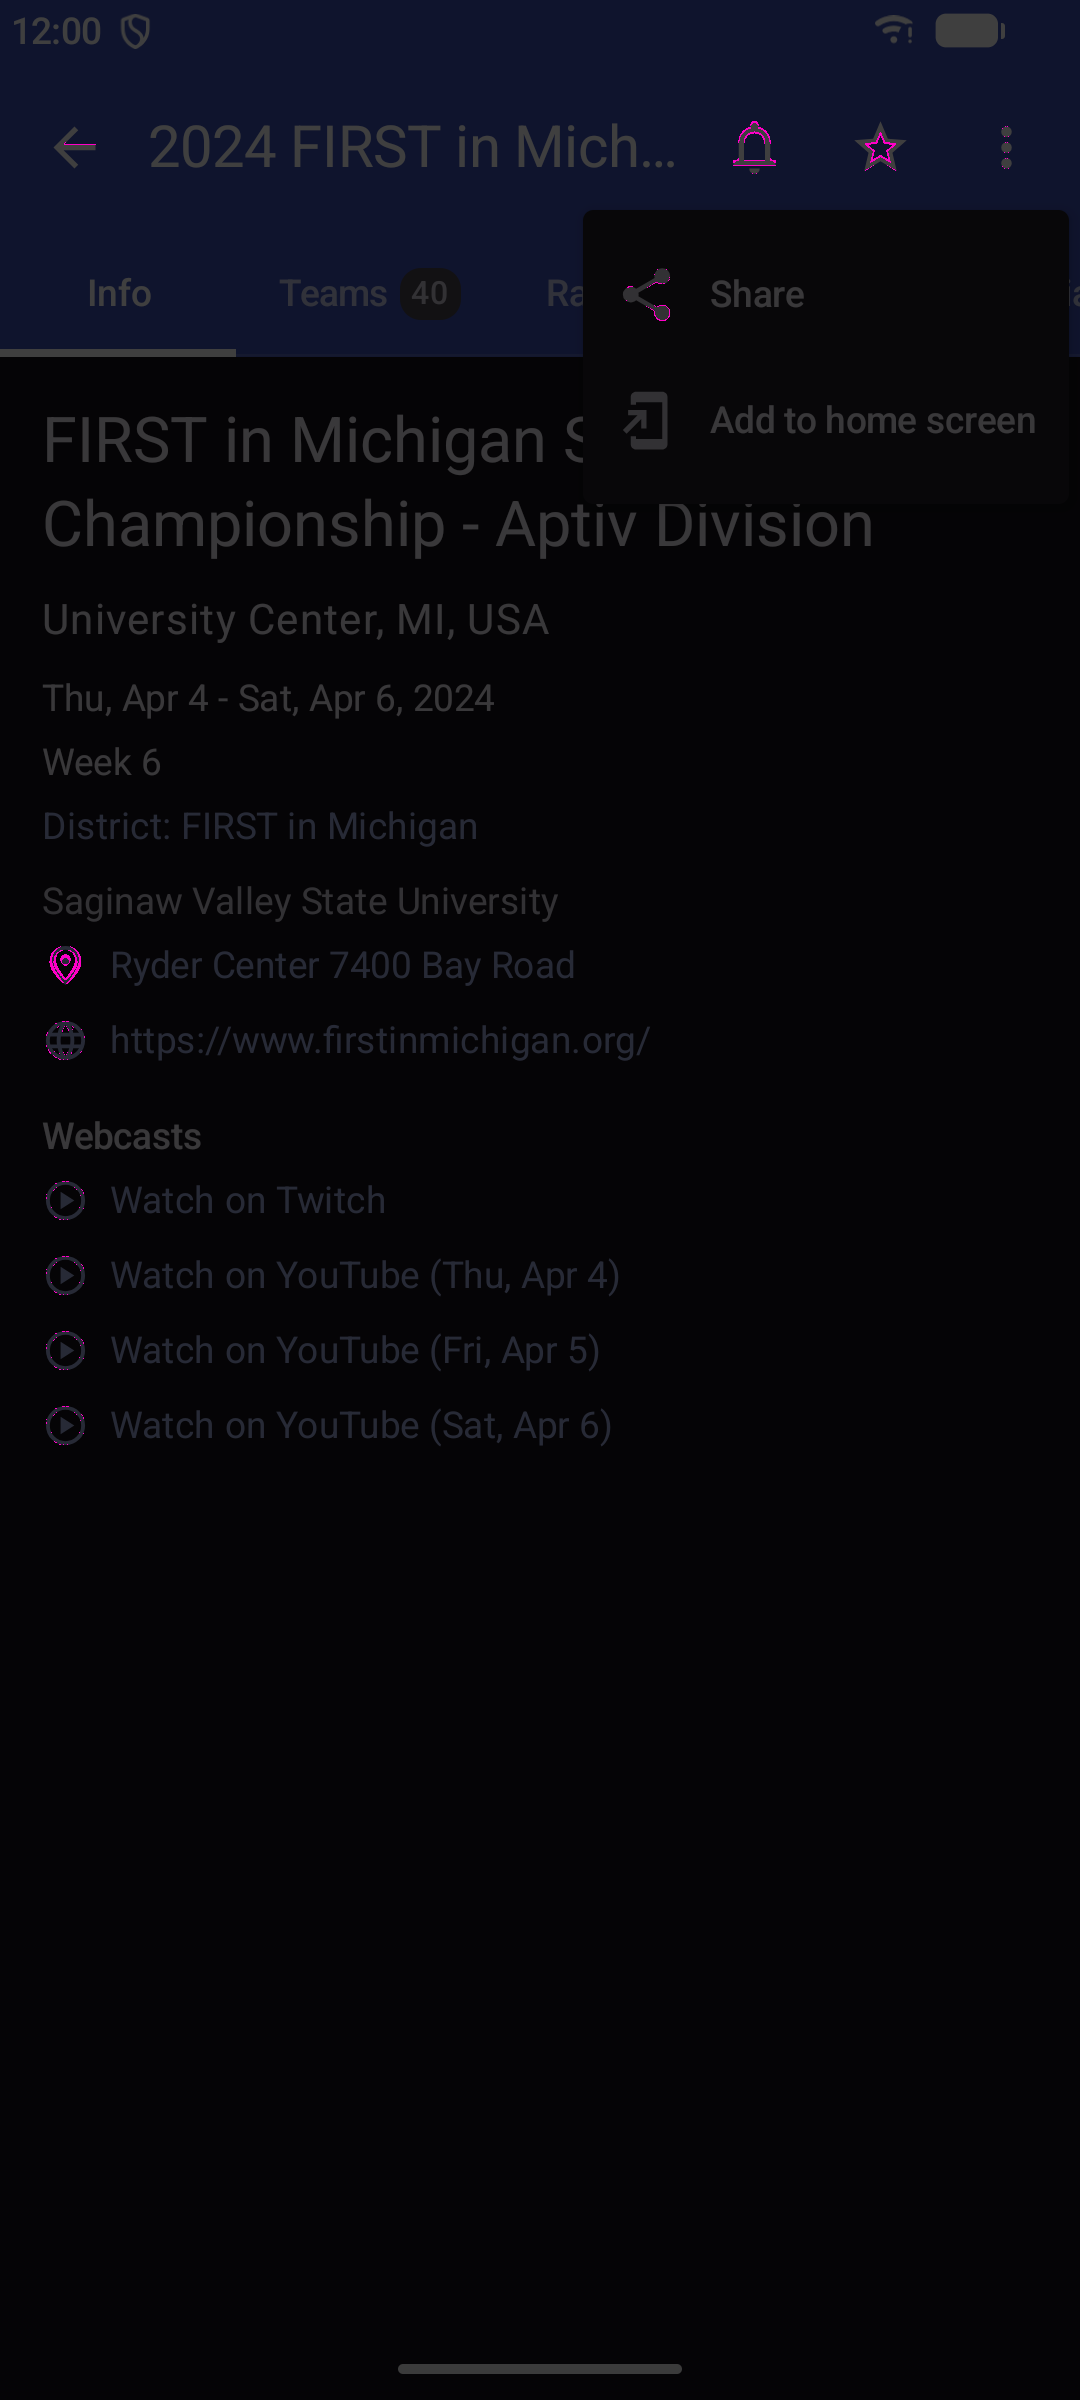 12:00
2024 FIRST in Mich...
Info
Teams 40
Share
Add to home screen
FIRST in Michigan
Championship - Aptiv Division
University Center, MI, USA
Thu, Apr 4 - Sat, Apr 6, 2024
Week 6
District: FIRST in Michigan
Saginaw Valley State University
Ryder Center 7400 Bay Road
https://www.firstinmichigan.org/
Webcasts
Watch on Twitch
Watch on YouTube (Thu, Apr 4)
Watch on YouTube (Fri, Apr 5)
Watch on YouTube (Sat, Apr 6)